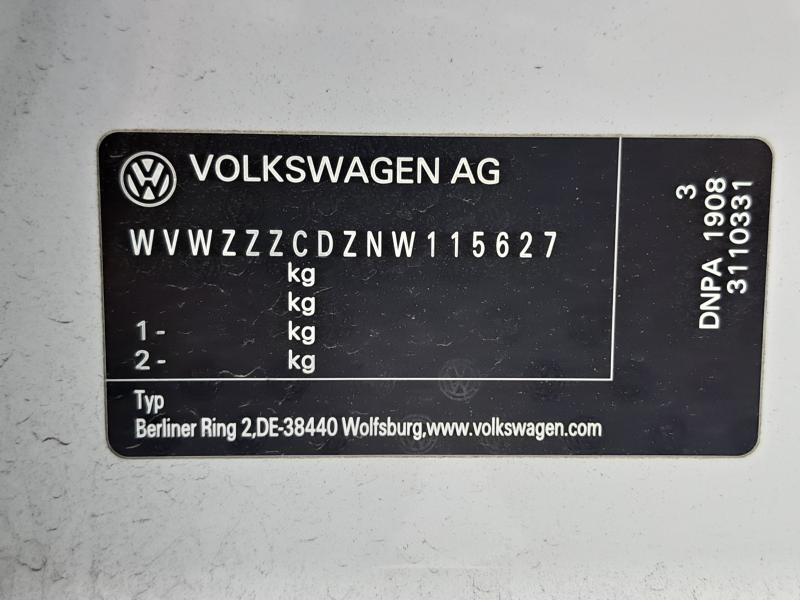 VOLKSWAGEN AG
WVWZZZCDZNW115627
kg
kg
1- kg
2- kg
Typ
Berliner Ring 2,DE-38440 Wolfsburg,www.volkswagen.com
3
DNPA 1908
3110331